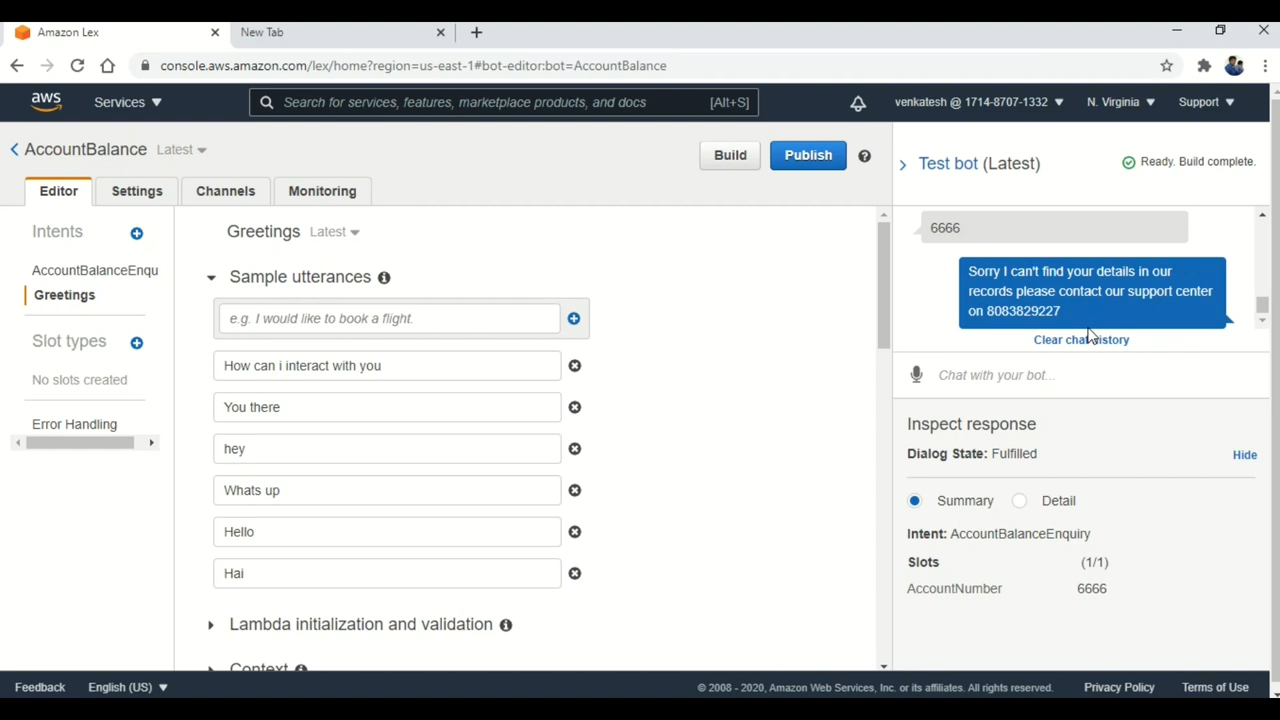 Amazon Lex
New Tab
console.aws.amazon.com/lex/home?region=us-east-1#bot-editor:bot=AccountBalance
aws
Services
Search for services, features, marketplace products, and docs [Alt+S]
venkatesh @ 1714-8707-1332
N. Virginia
Support
AccountBalance Latest
Build
Publish
Test bot (Latest)
Ready. Build complete.
Editor
Settings
Channels
Monitoring
Intents
AccountBalanceEnqu
Greetings
Slot types
No slots created
Error Handling
Greetings Latest
Sample utterances
e.g. I would like to book a flight.
How can i interact with you
You there
hey
Whats up
Hello
Hai
Lambda initialization and validation
Context
6666
Sorry I can't find your details in our
records please contact our support center
on 8083829227
Clear chat history
Chat with your bot...
Inspect response
Dialog State: Fulfilled
Hide
Summary
Detail
Intent: AccountBalanceEnquiry
Slots (1/1)
AccountNumber 6666
Feedback
English (US)
© 2008 - 2020, Amazon Web Services, Inc. or its affiliates. All rights reserved.
Privacy Policy
Terms of Use